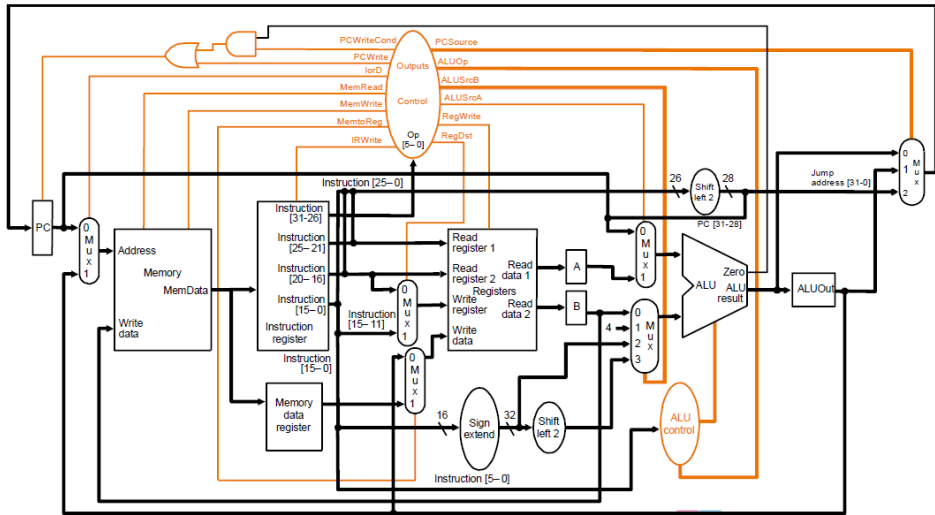 PCWriteCond
PCSource
PCWrite
ALUOp
IorD
Outputs
MemRead
ALUSrcB
MemWrite
Control
ALUSrcA
MemtoReg
RegWrite
IRWrite
Op
[5–0]
RegDst
PC
0
M
u
x
1
Address
Memory
MemData
Write
data
Instruction [25–0]
Instruction
[31-26]
Instruction
[25–21]
Instruction
[20–16]
Instruction
[15–0]
Instruction
register
Instruction
[15–0]
Memory
data
register
Instruction
[15–11]
0
M
u
x
1
0
M
u
x
1
Read
register 1
Read
register 2
Registers
Write
register
Write
data
Read
data 1
Read
data 2
A
B
16
Sign
extend
32
Shift
left 2
Instruction [5–0]
26
Shift
left 2
28
Jump
address [31-0]
PC [31-28]
0
M
u
x
1
4
0
1
2
3
M
u
x
Zero
ALU
ALU
result
ALUOut
ALU
control
0
1
2
M
u
x